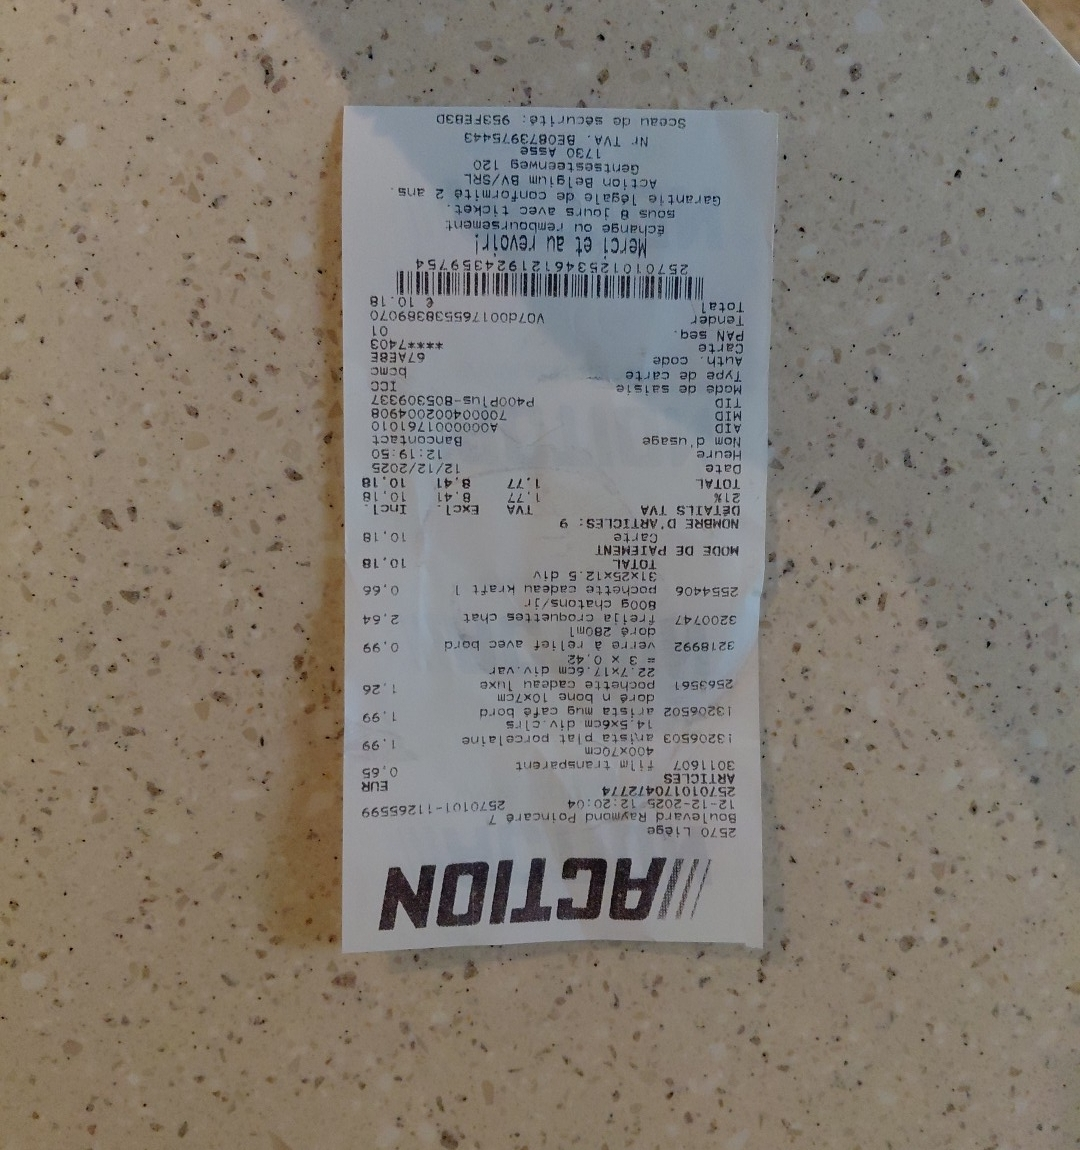 ACTION
2570 Liège
Boulevard Raymond Poincaré 7
12-12-2025 12:20:04 2570101-11265599
2570101704 72774
ARTICLES EUR
3011607 film transparent 0,65
400x70cm
13206503 arista plat porcelaine 1.99
14.5x6cm div.clrs
13206502 arista mug café bord 1.99
doré n bone 10x7cm
2563561 pochette cadeau luxe 1.26
22.7x17.6cm div.var
= 3 x 0,42
3218992 verre à relief avec bord 0,99
doré 280ml
3200747 frelja croquettes chat 2.64
800g chatons/jr
2554406 pochette cadeau kraft l 0,66
31x25x12.5 div
TOTAL 10,18
MODE DE PAIEMENT
Carte 10,18
NOMBRE D'ARTICLES: 9
DÉTAILS TVA TVA Excl. Incl.
21% 1,77 8,41 10,18
TOTAL 1,77 8,41 10,18
Date 12/12/2025
Heure 12:19:50
Nom d'usage Bancontact
AID A0000001761010
MID 700004002004908
TID P400Plus-805309337
Mode de saisie ICC
Type de carte bcmc
Auth. code 67AE8E
Carte ****7403
PAN seq. 01
Tender V07d001765538389070
Total € 10.18
257010125346121924359754
Merci et au revoir!
Échange ou remboursement
sous 8 jours avec ticket.
Garantie légale de conformité 2 ans.
Action Belgium BV/SRL
Gentsesteenweg 120
1730 Asse
Nr TVA. BE0873975443
Sceau de sécurité: 953FEB3D